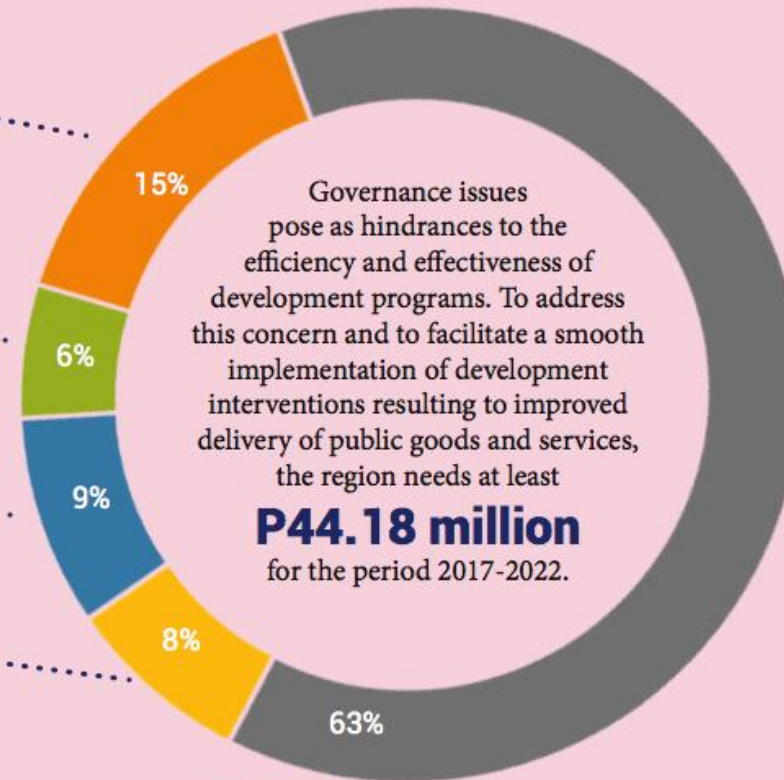 15%
6%
9%
8%
63%
Governance issues
pose as hindrances to the
efficiency and effectiveness of
development programs. To address
this concern and to facilitate a smooth
implementation of development
interventions resulting to improved
delivery of public goods and services,
the region needs at least
P44.18 million
for the period 2017-2022.